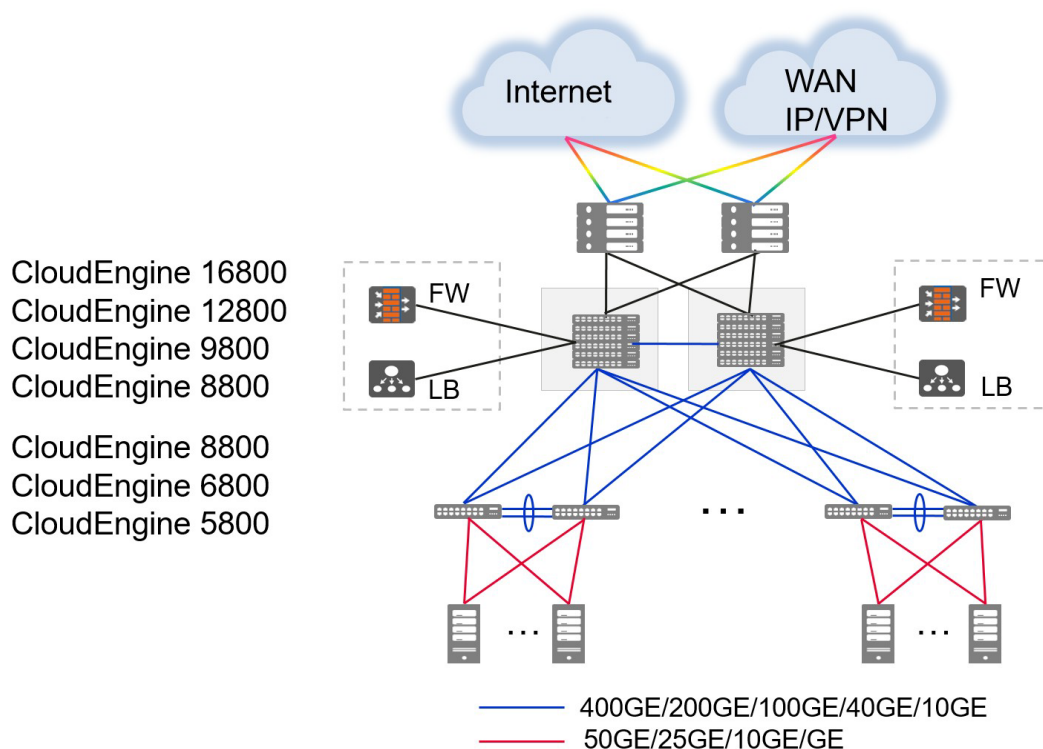 Internet
WAN
IP/VPN
CloudEngine 16800
CloudEngine 12800
CloudEngine 9800
CloudEngine 8800
FW
LB
FW
LB
CloudEngine 8800
CloudEngine 6800
CloudEngine 5800
...
...
...
400GE/200GE/100GE/40GE/10GE
50GE/25GE/10GE/GE